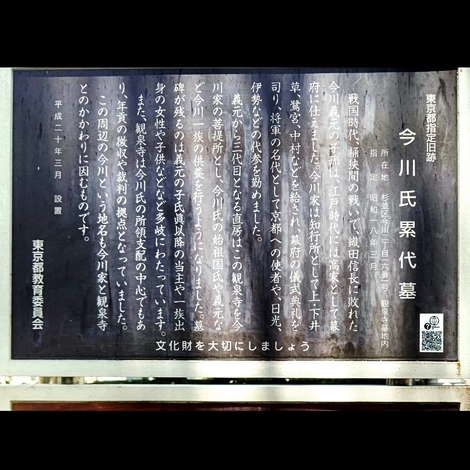 東京都指定旧跡
今川氏累代墓
所在地 杉並区今川二丁目六番一号、観泉寺墓地内
指定 昭和一八年三月
戦国時代、桶狭間の戦いで、織田信長に敗れた
今川義元の子孫は、江戸時代には高家として幕
府に仕えました。今川家は知行所として上・下井
草、鷺宮、中村などを給され、幕府の儀式典礼を
司り、将軍の名代として京都への使者や、日光、
伊勢などの代参を勤めました。
義元から三代目となる直房はこの観泉寺を今
川家の菩提所とし、今川氏の始祖国氏や義元な
ど今川一族の供養を行うようになりました。墓
碑が残るのは義元の子氏眞以降の当主や一族出
身の女性や子供などなど多岐にわたっています。
また、観泉寺は今川氏の所領支配の中心でもあ
り、年貢の徴収や裁判の拠点となっていました。
この周辺の今川という地名も今川家と観泉寺
とのかかわりに因むものです。
平成二十年三月 設置
東京都教育委員会
文化財を大切にしましょう